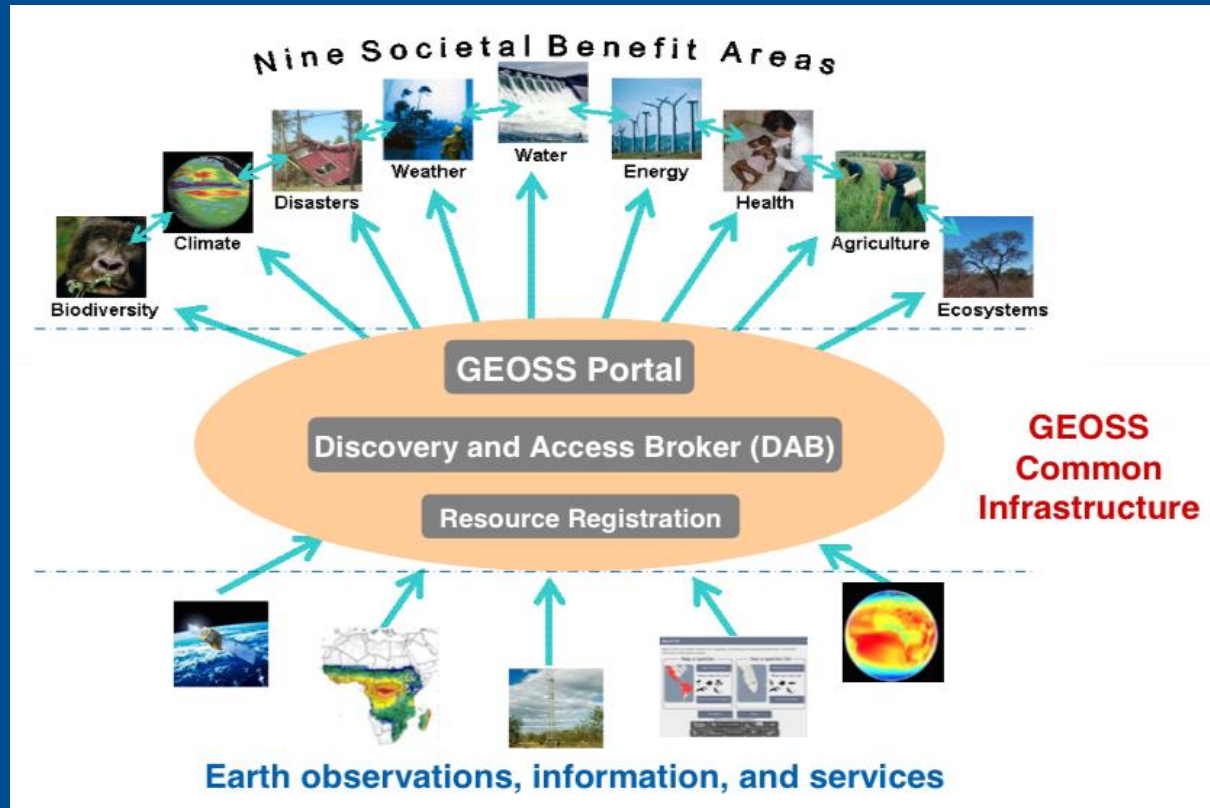 Nine Societal Benefit Areas
Water
Weather
Energy
Disasters
Health
Climate
Agriculture
Biodiversity
Ecosystems
GEOSS Portal
Discovery and Access Broker (DAB)
Resource Registration
GEOSS
Common
Infrastructure
Earth observations, information, and services